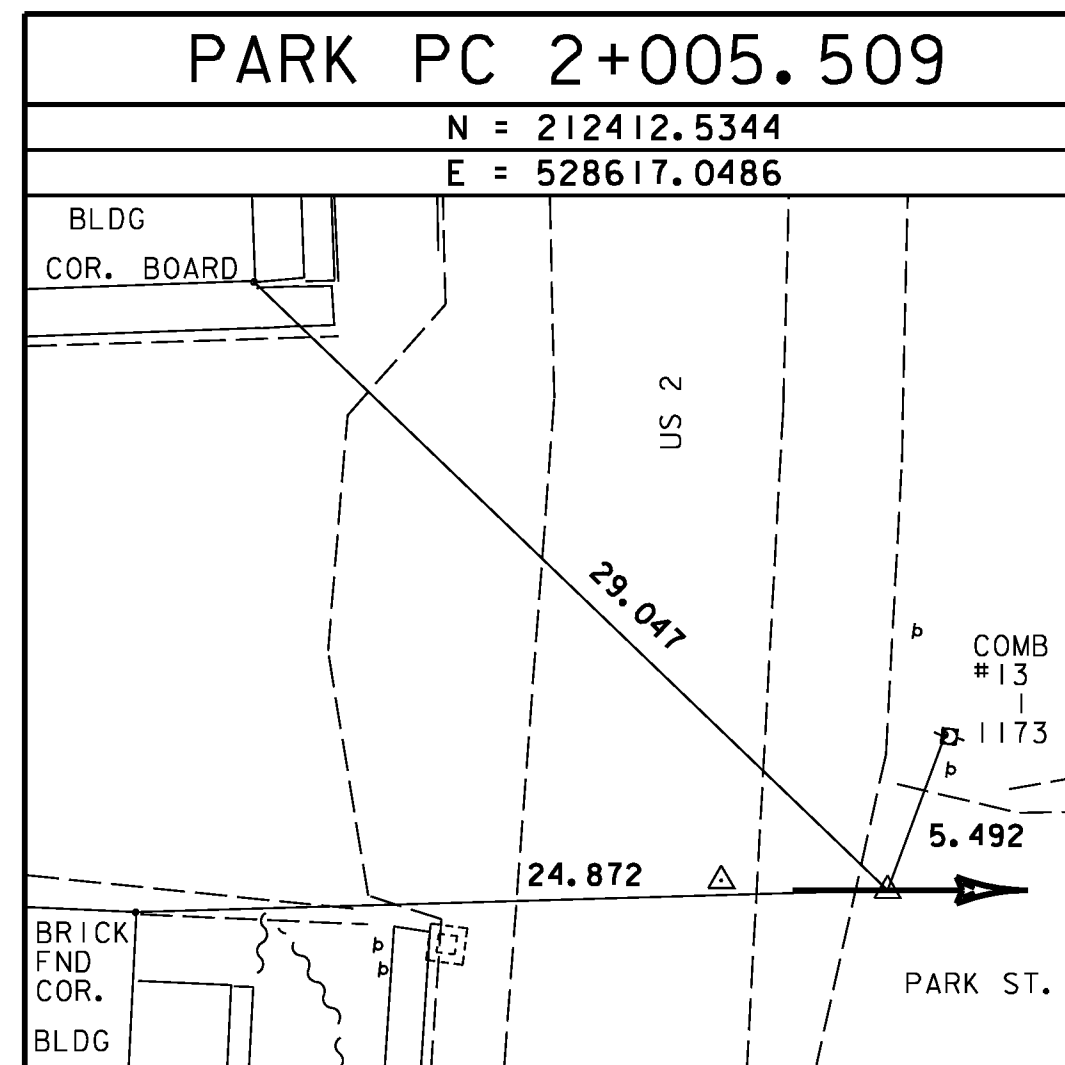 PARK PC 2+005.509
N = 212412.5344
E = 528617.0486
BLDG
COR. BOARD
US 2
29.047
COMB
#13
1173
5.492
24.872
BRICK
FND
COR.
BLDG
PARK ST.